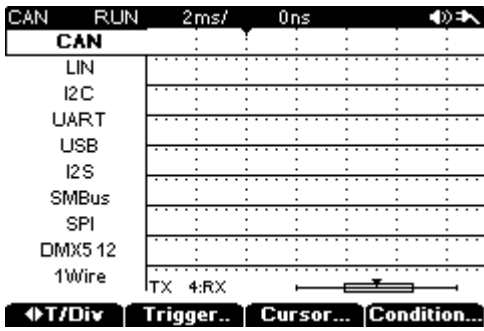 CAN RUN 2ms/ 0ns
CAN
LIN
I2C
UART
USB
I2S
SMBus
SPI
DMX512
1Wire
TX 4:RX
T/Div Trigger.. Cursor... Condition...